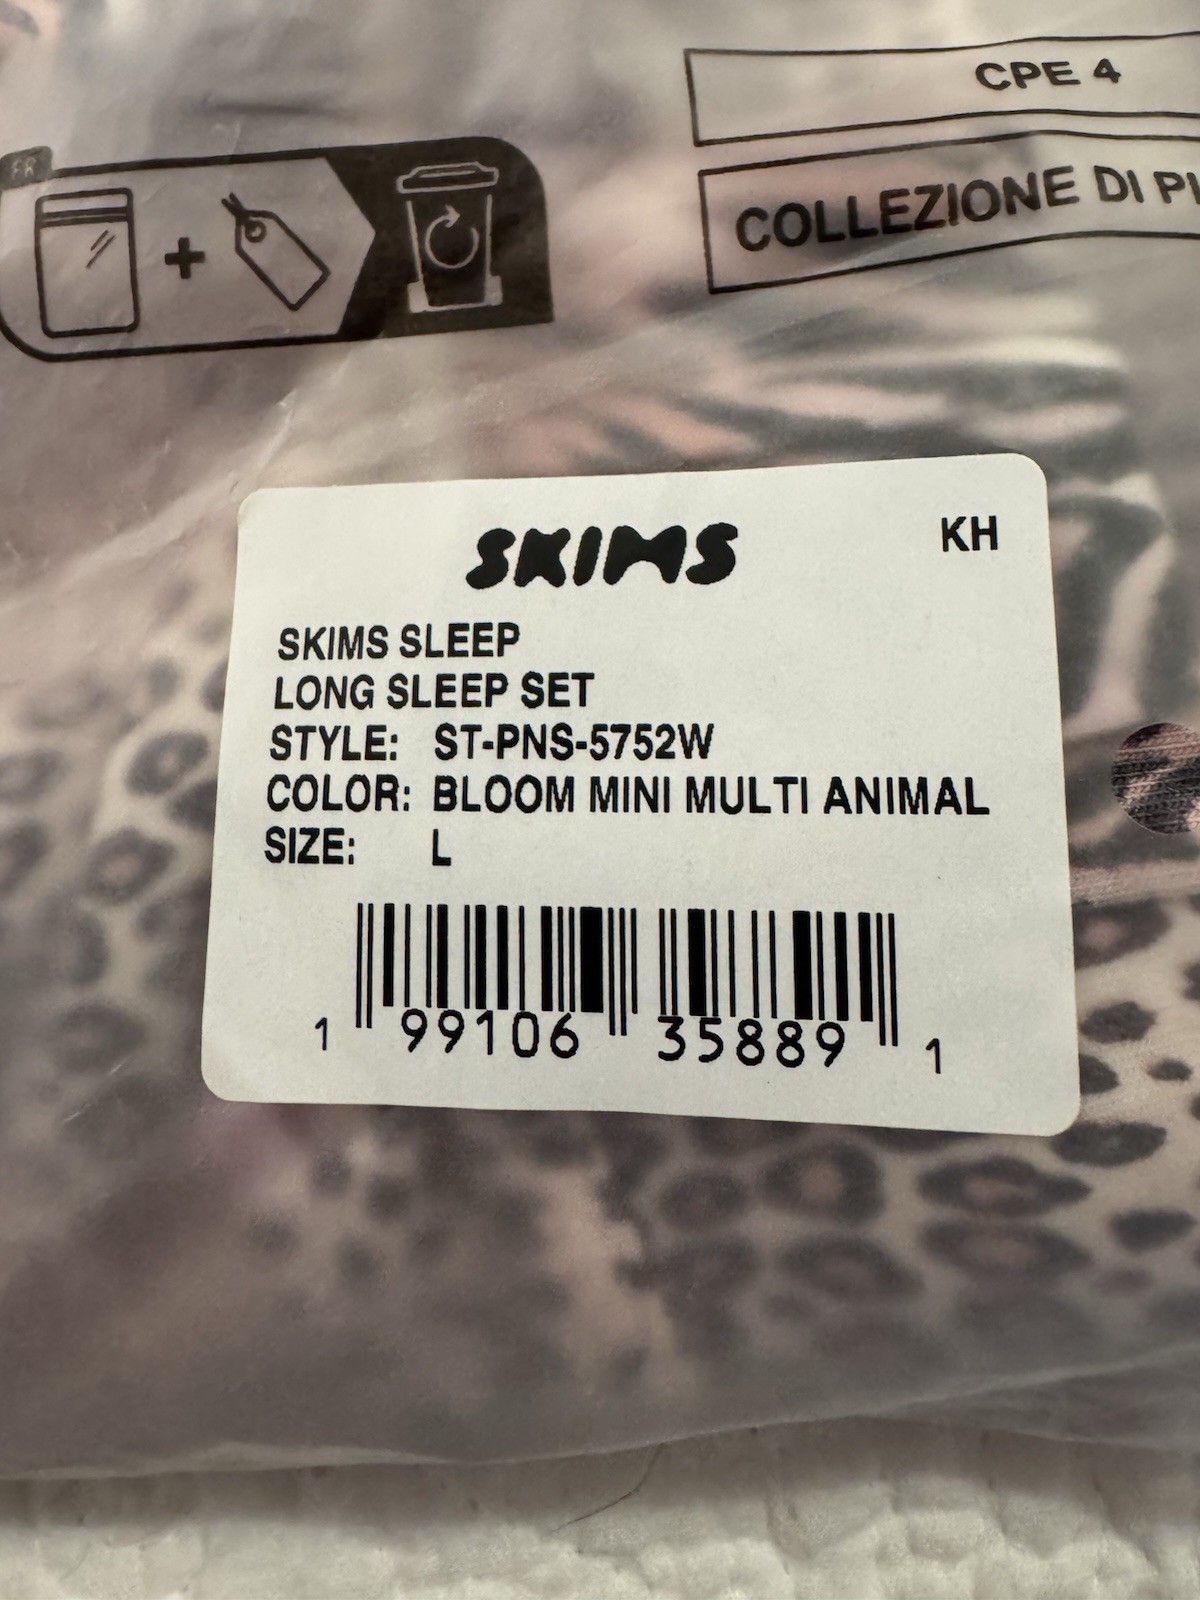 CPE 4
FR
COLLEZIONE DI
SKIMS
KH
SKIMS SLEEP
LONG SLEEP SET
STYLE: ST-PNS-5752W
COLOR: BLOOM MINI MULTI ANIMAL
SIZE: L
1 99106 35889 1